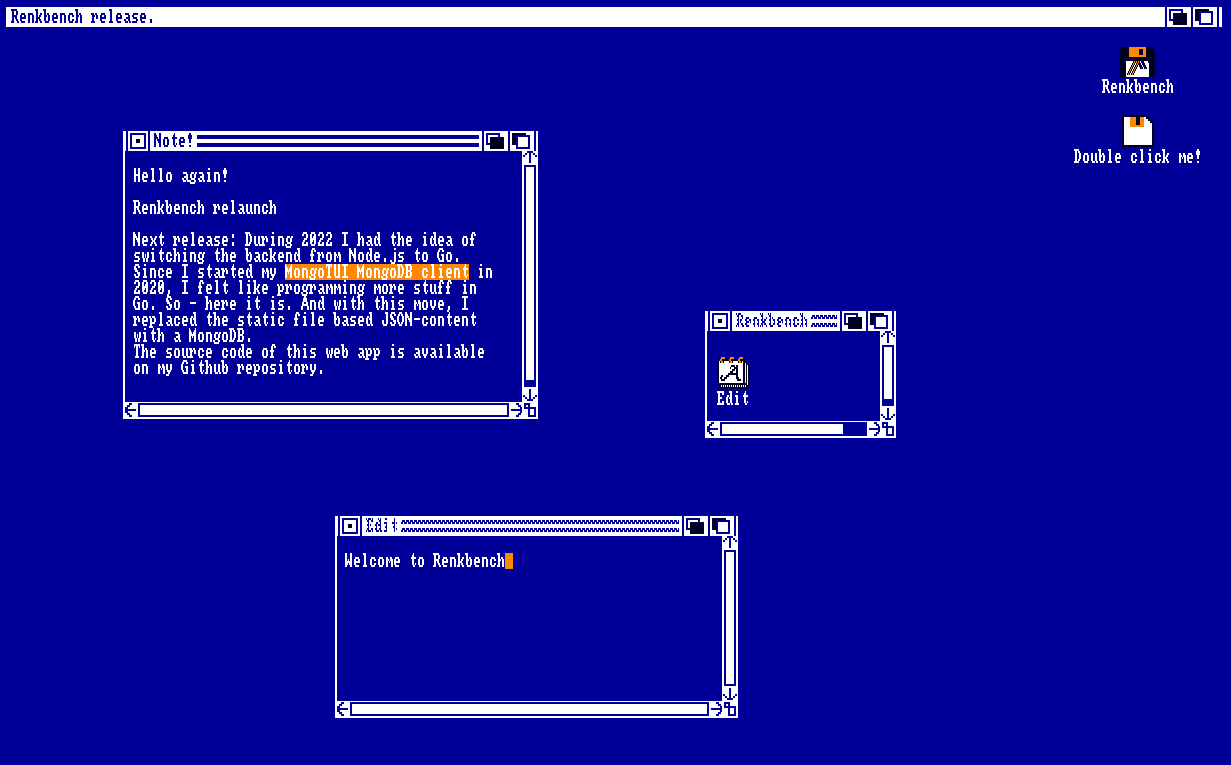 Renkbench release.
Renkbench
Double click me!
Note!
Hello again!
Renkbench relaunch
Next release: During 2022 I had the idea of
switching the backend from Node.js to Go.
Since I started my MongoTUI MongoDB client in
2020, I felt like programming more stuff in
Go. So - here it is. And with this move, I
replaced the static file based JSON-content
with a MongoDB.
The source code of this web app is available
on my Github repository.
Renkbench
Edit
Edit
Welcome to Renkbench